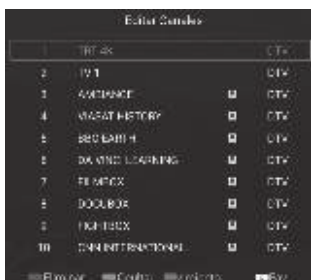 Editar Canales
1 TRT 4K DTV
2 TV 1 DTV
3 AMBIANCE DTV
4 VIASAT HISTORY DTV
5 BBC EARTH DTV
6 DA VINCI LEARNING DTV
7 FILMBOX DTV
8 DOCUBOX DTV
9 FIGHTBOX DTV
10 CNN INTERNATIONAL DTV
Eliminar Ocultar